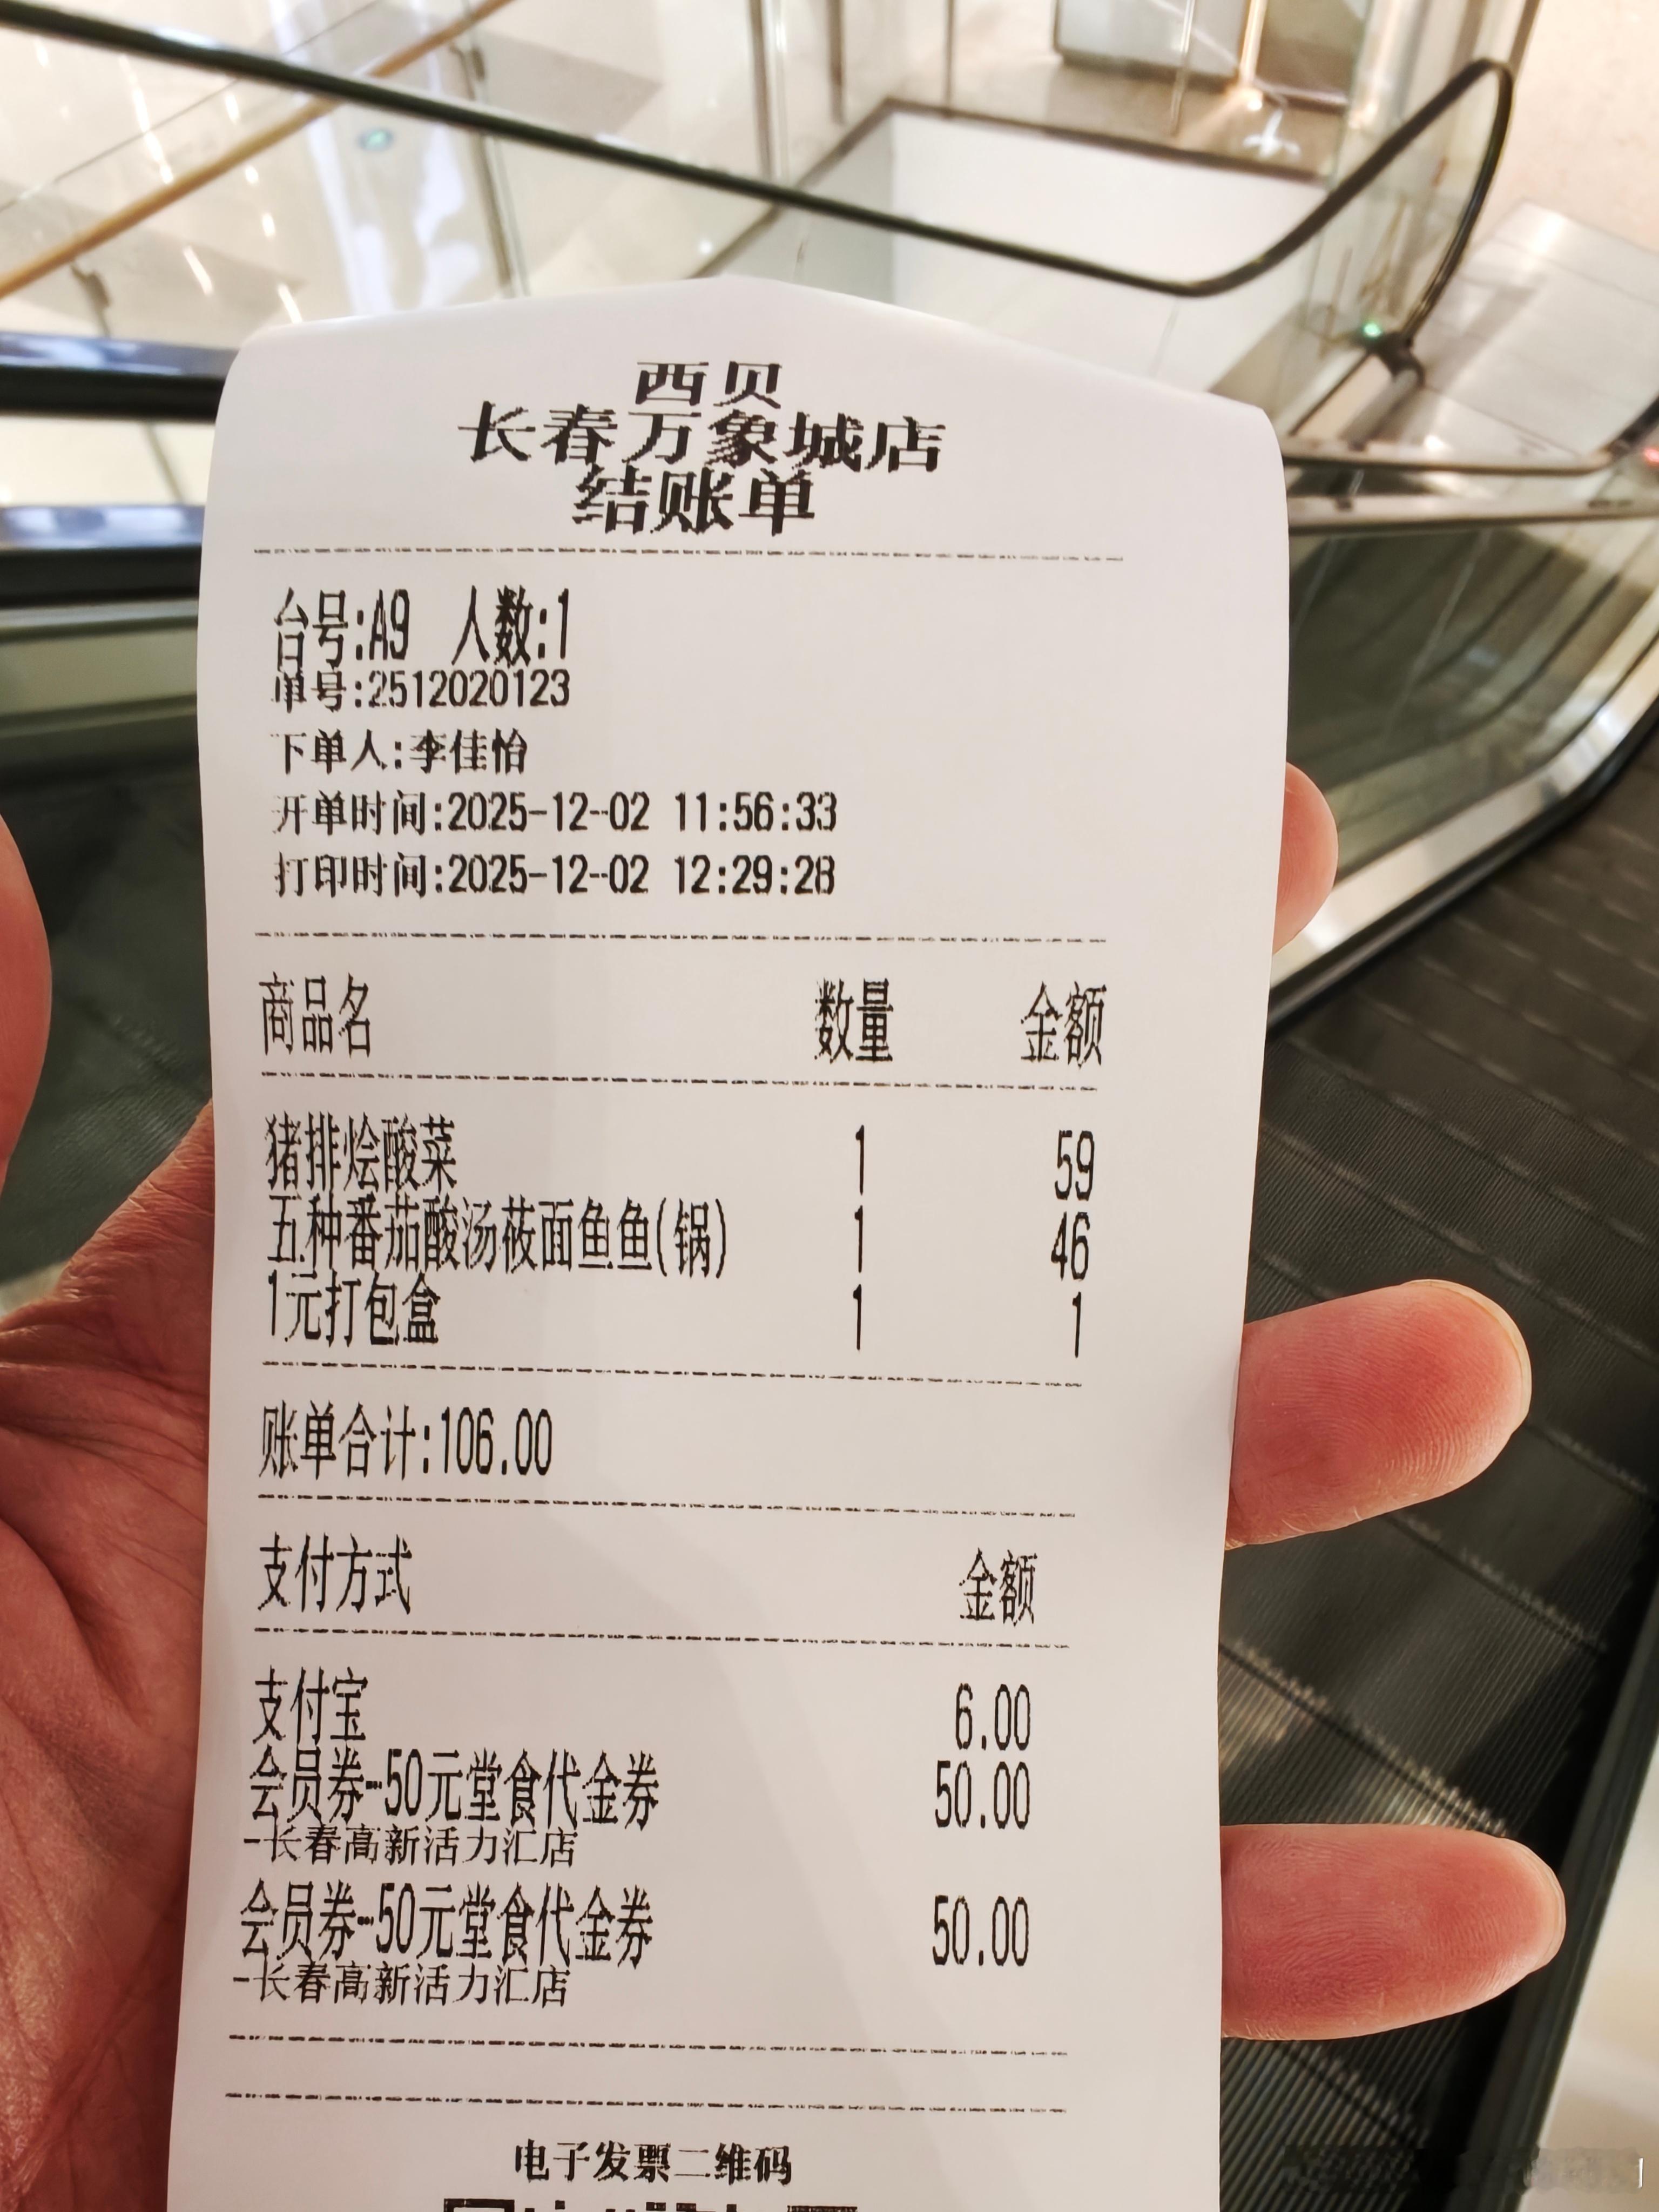 西贝
长春万象城店
结账单
台号:A9 人数:1
单号:2512020123
下单人:李佳怡
开单时间:2025-12-02 11:56:33
打印时间:2025-12-02 12:29:28
商品名 数量 金额
猪排烩酸菜 1 59
五种番茄酸汤莜面鱼鱼(锅) 1 46
1元打包盒 1 1
账单合计:106.00
支付方式 金额
支付宝 6.00
会员券-50元堂食代金券 50.00
-长春高新活力汇店
会员券-50元堂食代金券 50.00
-长春高新活力汇店
电子发票二维码